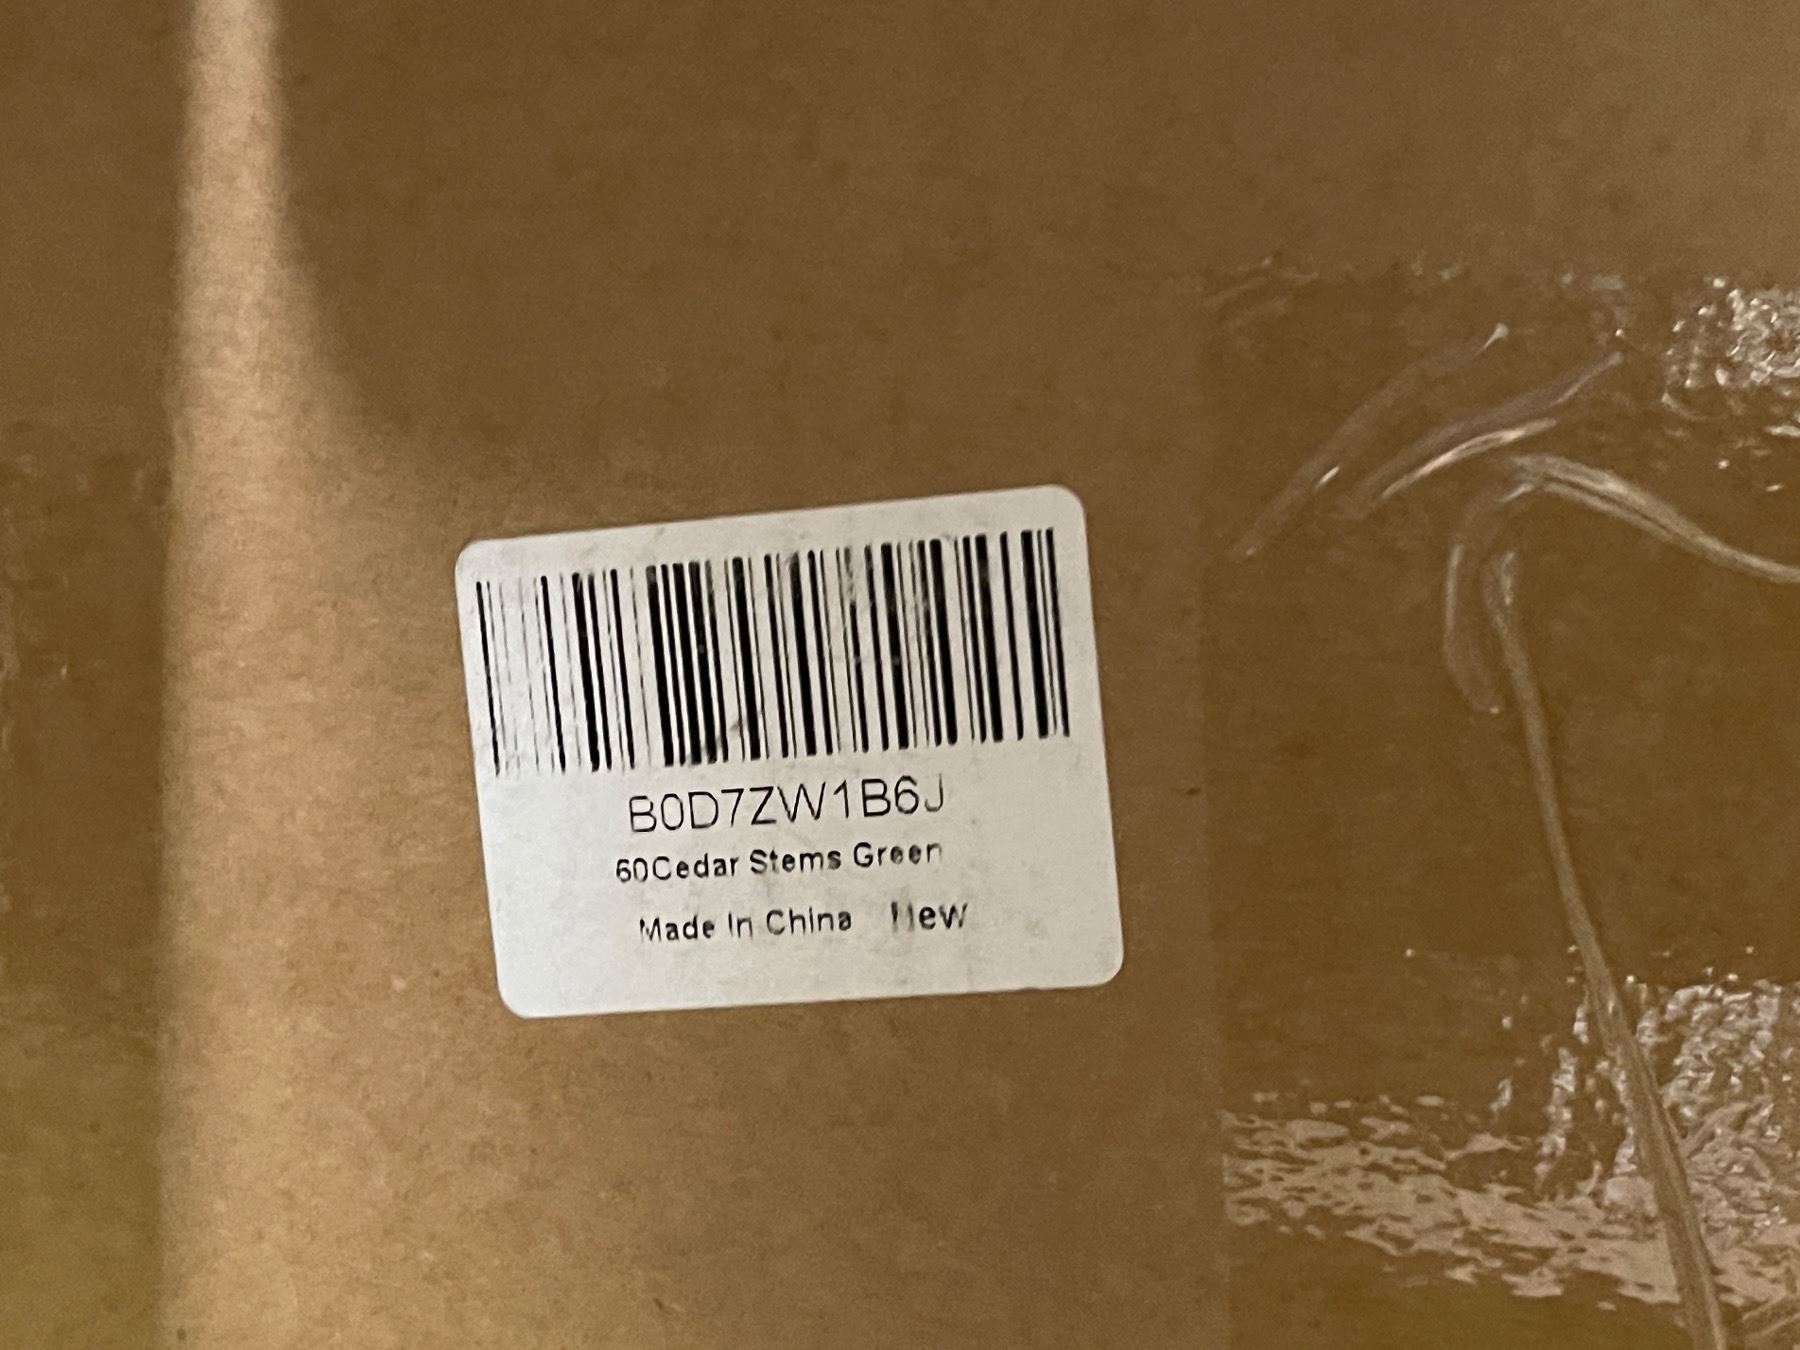 B0D7ZW1B6J
60Cedar Stems Green
Made In China New